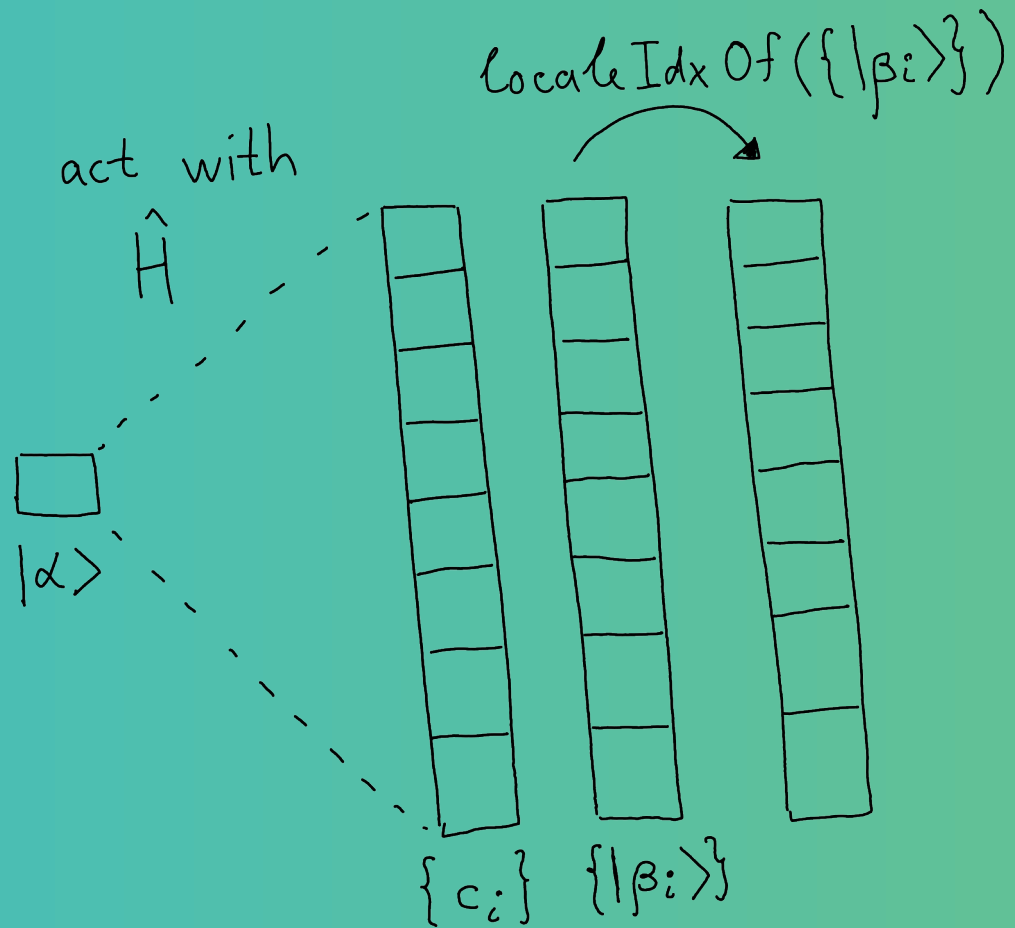 localeIdxOf({|βi⟩})
act with
Ĥ
|α⟩
{ci} {|βi⟩}